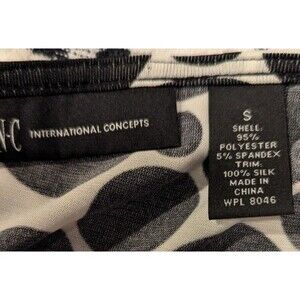 N·C INTERNATIONAL CONCEPTS
S
SHELL:
95%
POLYESTER
5% SPANDEX
TRIM:
100% SILK
MADE IN
CHINA
WPL 8046